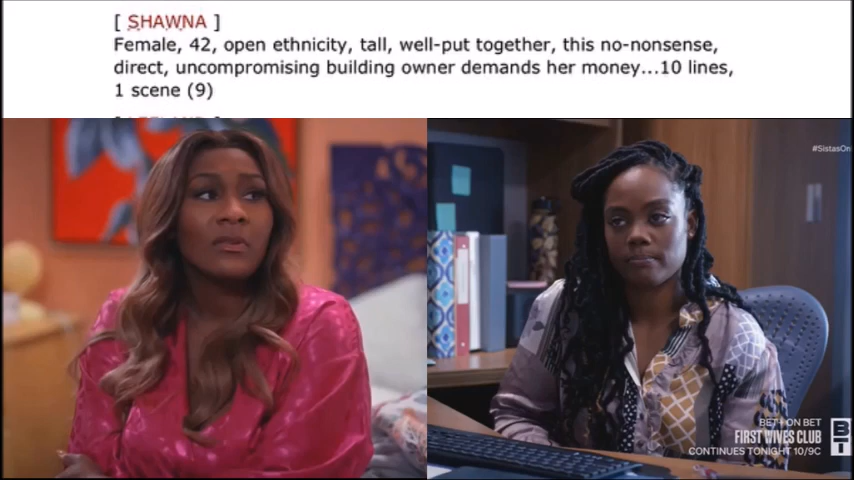 [ SHAWNA ]
Female, 42, open ethnicity, tall, well-put together, this no-nonsense,
direct, uncompromising building owner demands her money...10 lines,
1 scene (9)
#SistasOn
BET+ ON BET
FIRST WIVES CLUB
CONTINUES TONIGHT 10/9C